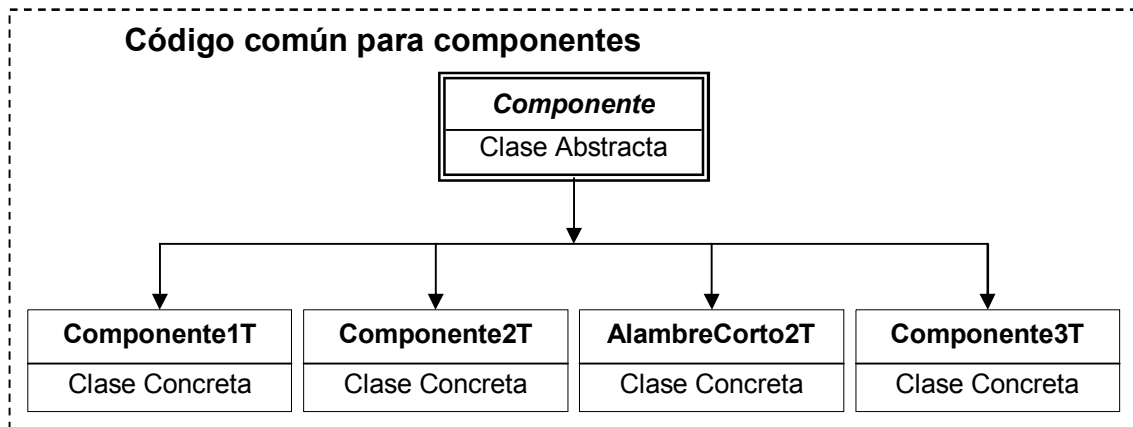 Código común para componentes
Componente
Clase Abstracta
Componente1T
Clase Concreta
Componente2T
Clase Concreta
AlambreCorto2T
Clase Concreta
Componente3T
Clase Concreta